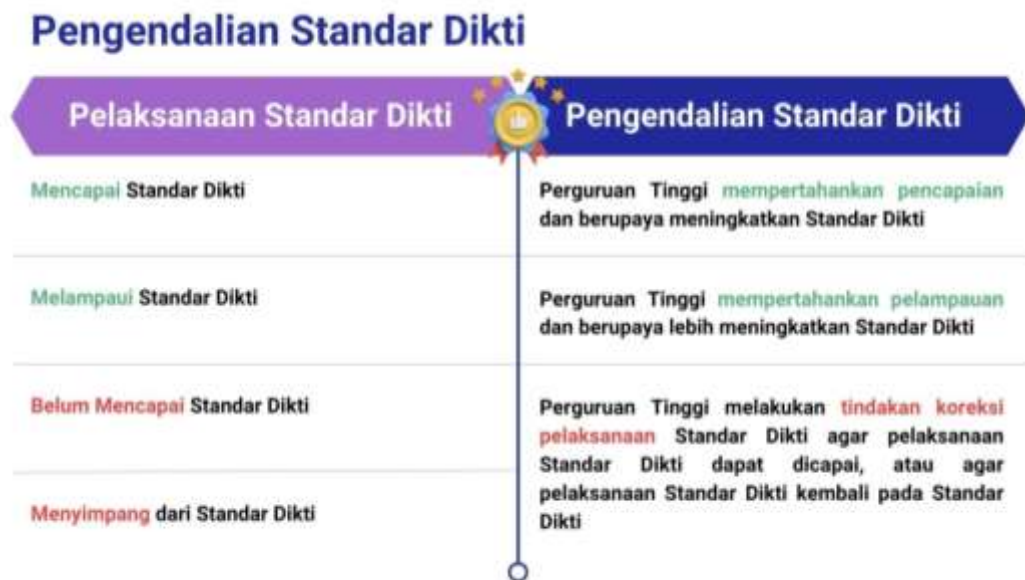 Pengendalian Standar Dikti
Pelaksanaan Standar Dikti
Pengendalian Standar Dikti
Mencapai Standar Dikti
Perguruan Tinggi mempertahankan pencapaian
dan berupaya meningkatkan Standar Dikti
Melampaui Standar Dikti
Perguruan Tinggi mempertahankan pelampauan
dan berupaya lebih meningkatkan Standar Dikti
Belum Mencapai Standar Dikti
Menyimpang dari Standar Dikti
Perguruan Tinggi melakukan tindakan koreksi
pelaksanaan Standar Dikti agar pelaksanaan
Standar Dikti dapat dicapai, atau agar
pelaksanaan Standar Dikti kembali pada Standar
Dikti